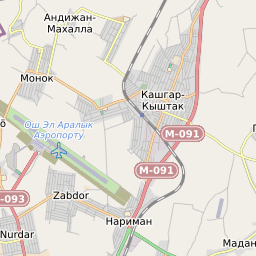 Андижан-
Махалла
Монок
Кашгар-
Кыштак
Ош Эл Аралык
Аэропорту
M-091
M-091
-093
Zabdor
Нариман
Nurdar
Мадан